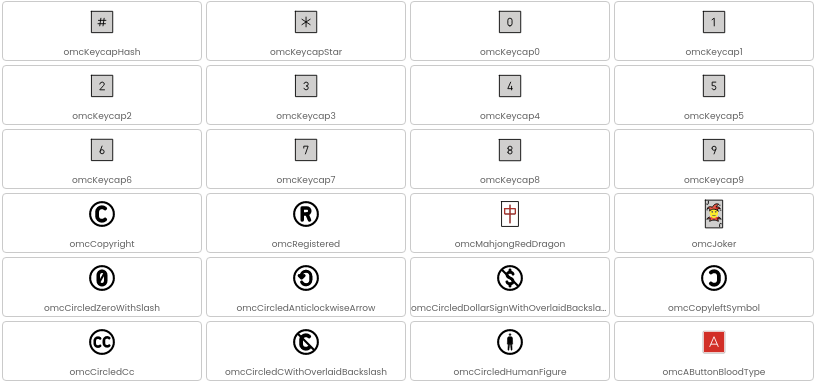 # * 0 1
omcKeycapHash omcKeycapStar omcKeycap0 omcKeycap1
2 3 4 5
omcKeycap2 omcKeycap3 omcKeycap4 omcKeycap5
6 7 8 9
omcKeycap6 omcKeycap7 omcKeycap8 omcKeycap9
C R 中
omcCopyright omcRegistered omcMahjongRedDragon omcJoker
0 $
omcCircledZeroWithSlash omcCircledAnticlockwiseArrow omcCircledDollarSignWithOverlaidBacksla... omcCopyleftSymbol
CC C A
omcCircledCc omcCircledCWithOverlaidBackslash omcCircledHumanFigure omcAButtonBloodType